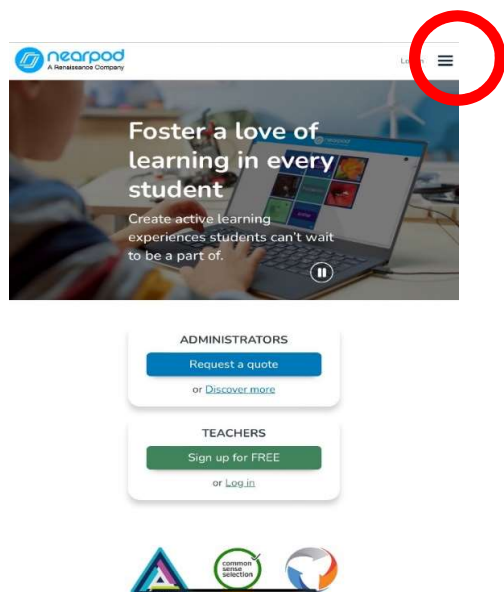 nearpod
A Renaissance Company
Foster a love of
learning in every
student
Create active learning
experiences students can't wait
to be a part of.
ADMINISTRATORS
Request a quote
or Discover more
TEACHERS
Sign up for FREE
or Log in
common
sense
selection